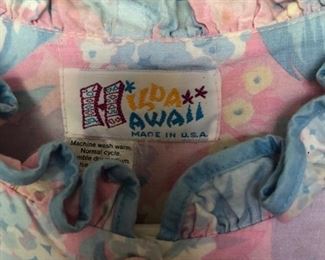 HILDA
HAWAII
MADE IN U.S.A.
Machine wash warm.
Normal cycle.